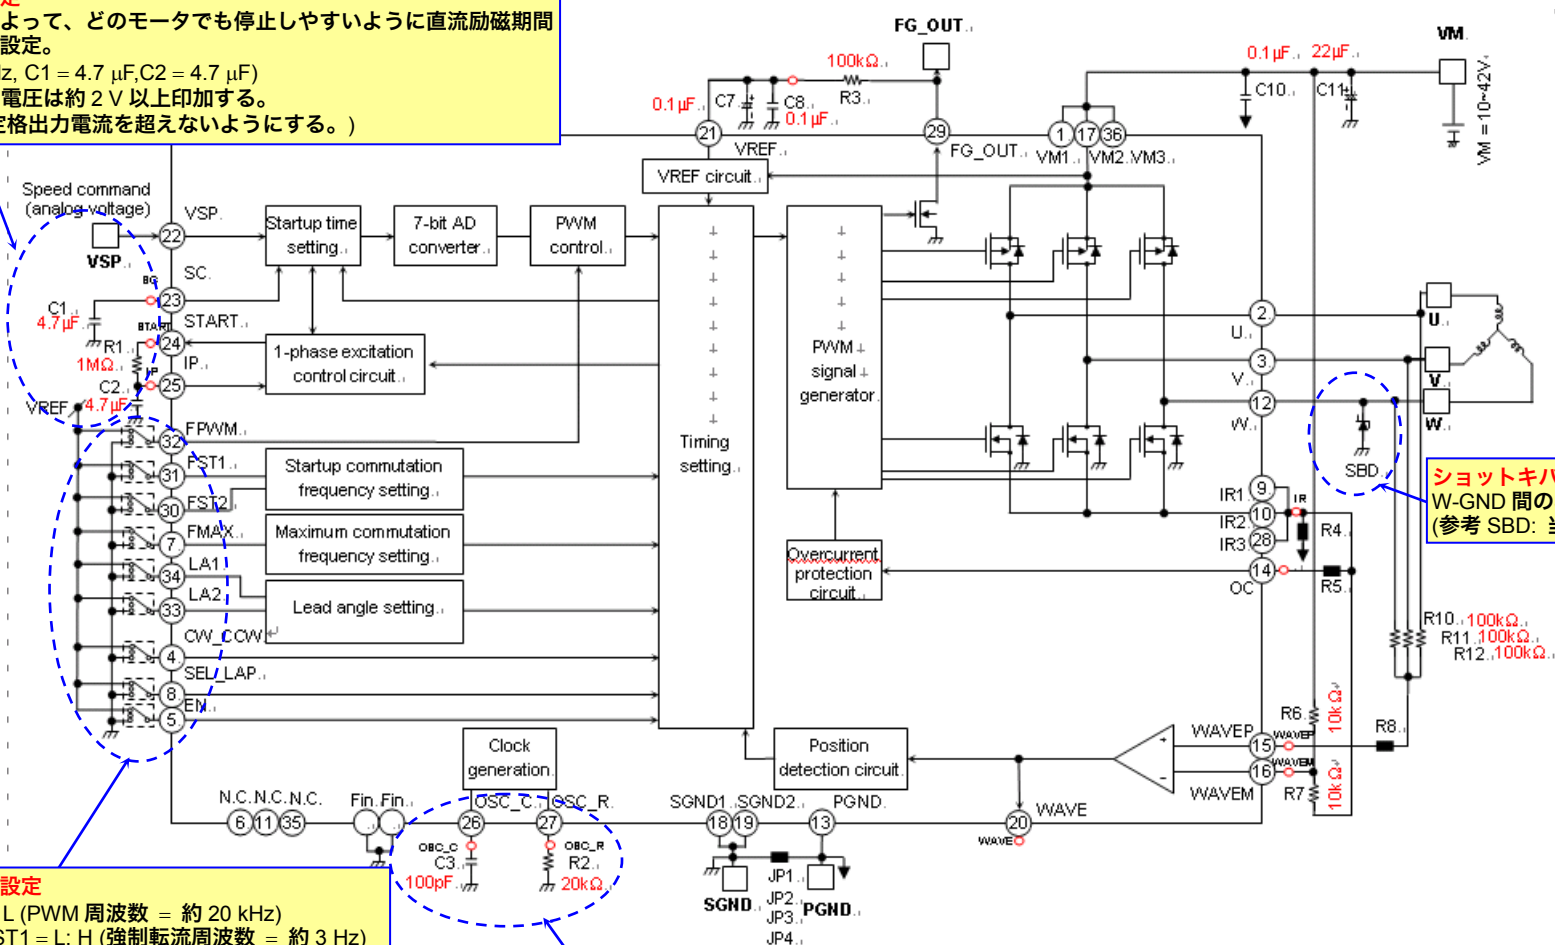 よって、どのモータでも停止しやすいように直流励磁期間
設定。
z, C1 = 4.7 μF,C2 = 4.7 μF)
電圧は約 2 V 以上印加する。
定格出力電流を超えないようにする。)
FG_OUT
VM
0.1μF
22μF
100kΩ
R3
C10
C11
VM = 10~42V
0.1μF
C7
C8
0.1μF
21
VREF
29
FG_OUT
1
17
36
VM1
VM2
VM3
VREF circuit
Speed command
(analog voltage)
VSP
VSP
22
Startup time
setting
7-bit AD
converter
PWM
control
SC
23
C1
4.7μF
START
START
24
R1
1MΩ
IP
IP
25
C2
4.7μF
VREF
1-phase excitation
control circuit
Timing
setting
PWM
signal
generator
U
2
U
V
3
V
W
12
W
SBD
FPWM
32
FST1
31
FST2
30
Startup commutation
frequency setting
FMAX
7
Maximum commutation
frequency setting
LA1
34
LA2
33
Lead angle setting
CW_CCW
4
SEL_LAP
8
EN
5
Overcurrent
protection
circuit
IR1
9
IR2
10
IR3
28
IR
R4
14
OC
R5
ショットキバ
W-GND 間の
(参考 SBD:
R10 100kΩ
R11 100kΩ
R12 100kΩ
R6
10kΩ
R7
10kΩ
R8
WAVEP
15
WAVEP
16
WAVEM
WAVEM
Clock
generation
Position
detection circuit
N.C. N.C. N.C.
6
11
35
Fin. Fin.
OSC_C
26
OSC_R
27
OSC_C
C3
100pF
OSC_R
R2
20kΩ
SGND1
SGND2
18
19
PGND
13
WAVE
20
WAVE
SGND
JP1
JP2
JP3
JP4
PGND
設定
L (PWM 周波数 = 約 20 kHz)
ST1 = L: H (強制転流周波数 = 約 3 Hz)